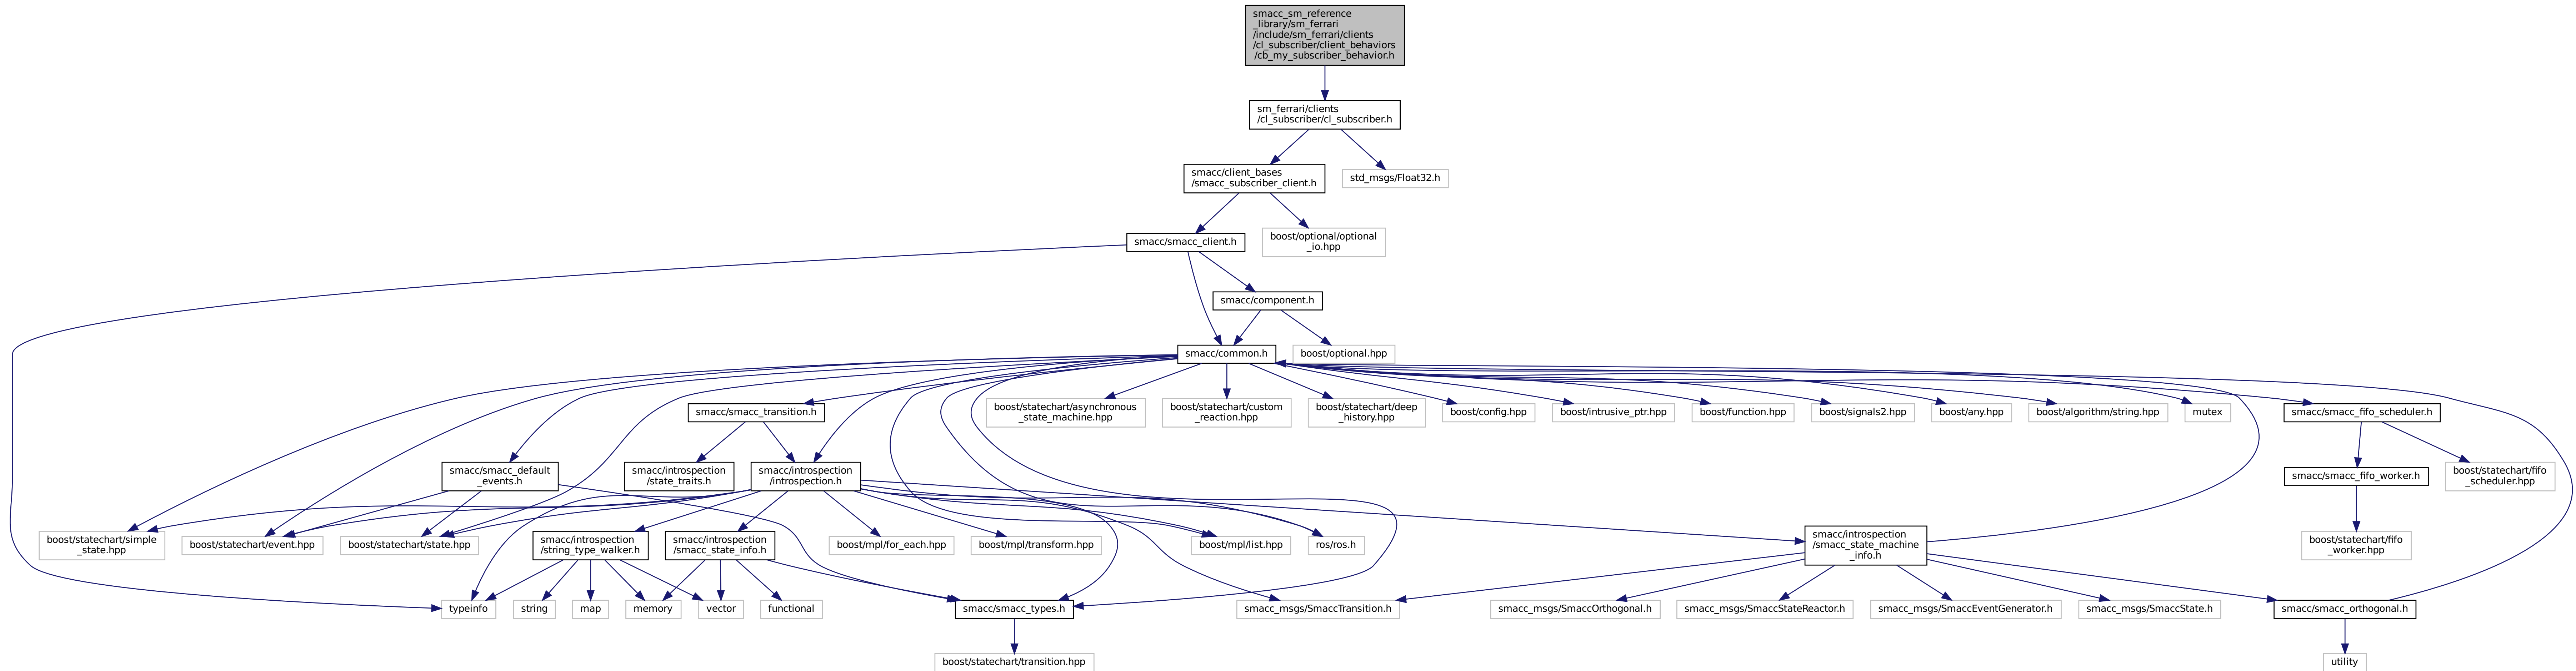 smacc_sm_reference
_library/sm_ferrari
/include/sm_ferrari/clients
/cl_subscriber/client_behaviors
/cb_my_subscriber_behavior.h
sm_ferrari/clients
/cl_subscriber/cl_subscriber.h
smacc/client_bases
/smacc_subscriber_client.h
std_msgs/Float32.h
smacc/smacc_client.h
boost/optional/optional
_io.hpp
smacc/component.h
smacc/common.h
boost/optional.hpp
smacc/smacc_transition.h
boost/statechart/asynchronous
_state_machine.hpp
boost/statechart/custom
_reaction.hpp
boost/statechart/deep
_history.hpp
boost/config.hpp
boost/intrusive_ptr.hpp
boost/function.hpp
boost/signals2.hpp
boost/any.hpp
boost/algorithm/string.hpp
mutex
smacc/smacc_fifo_scheduler.h
smacc/smacc_default
_events.h
smacc/introspection
/state_traits.h
smacc/introspection
/introspection.h
smacc/smacc_fifo_worker.h
boost/statechart/fifo
_scheduler.hpp
boost/statechart/simple
_state.hpp
boost/statechart/event.hpp
boost/statechart/state.hpp
smacc/introspection
/string_type_walker.h
smacc/introspection
/smacc_state_info.h
boost/mpl/for_each.hpp
boost/mpl/transform.hpp
boost/mpl/list.hpp
ros/ros.h
smacc/introspection
/smacc_state_machine
_info.h
boost/statechart/fifo
_worker.hpp
typeinfo
string
map
memory
vector
functional
smacc/smacc_types.h
smacc_msgs/SmaccTransition.h
smacc_msgs/SmaccOrthogonal.h
smacc_msgs/SmaccStateReactor.h
smacc_msgs/SmaccEventGenerator.h
smacc_msgs/SmaccState.h
smacc/smacc_orthogonal.h
boost/statechart/transition.hpp
utility